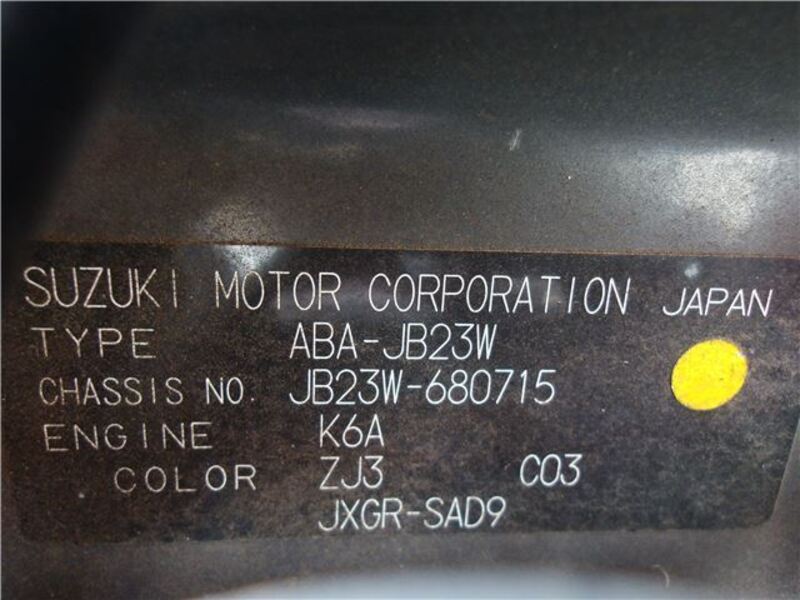 SUZUKI MOTOR CORPORATION JAPAN
TYPE ABA-JB23W
CHASSIS NO. JB23W-680715
ENGINE K6A
COLOR ZJ3 C03
JXGR-SAD9